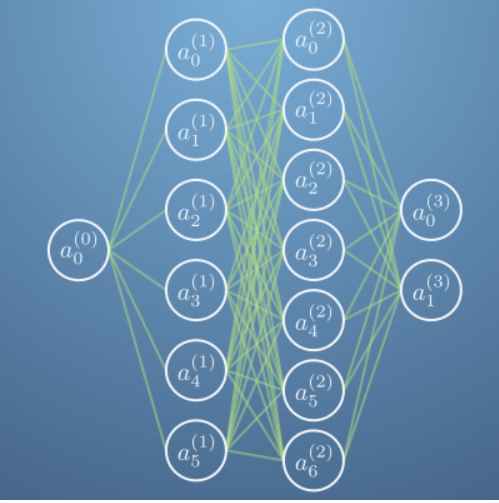 a_0^{(0)}
a_0^{(1)}
a_1^{(1)}
a_2^{(1)}
a_3^{(1)}
a_4^{(1)}
a_5^{(1)}
a_0^{(2)}
a_1^{(2)}
a_2^{(2)}
a_3^{(2)}
a_4^{(2)}
a_5^{(2)}
a_6^{(2)}
a_0^{(3)}
a_1^{(3)}